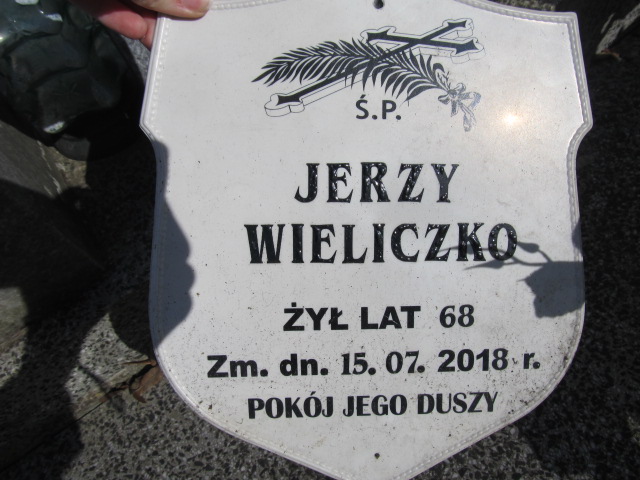 Ś.P.
JERZY
WIELICZKO
ŻYŁ LAT 68
Zm. dn. 15. 07. 2018 r.
POKÓJ JEGO DUSZY